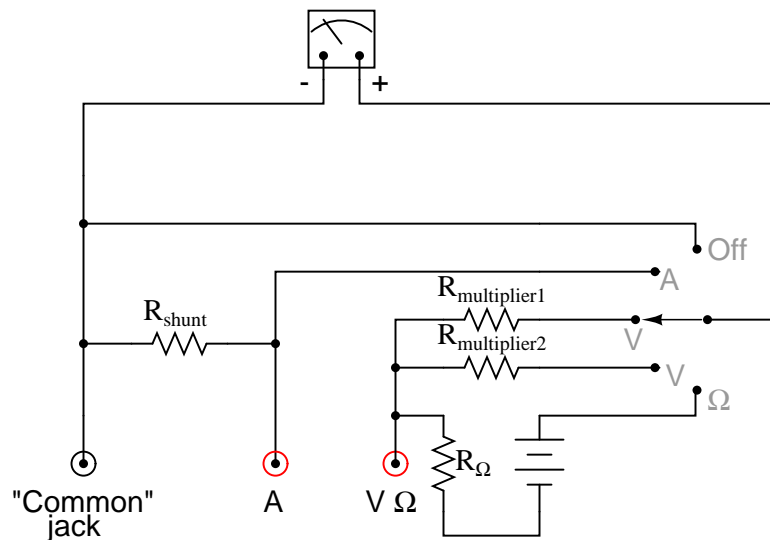 - +
Off
A
Rmultiplier1
Rshunt
V
Rmultiplier2
V
Ω
RΩ
"Common"
jack
A
V Ω